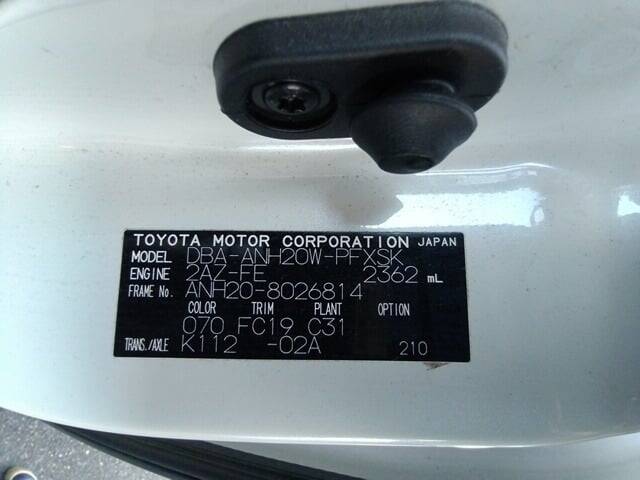 TOYOTA MOTOR CORPORATION JAPAN
MODEL DBA-ANH20W-PFXSK
ENGINE 2AZ-FE 2362 mL
FRAME No. ANH20-8026814
COLOR TRIM PLANT OPTION
070 FC19 C31
TRANS./AXLE K112 -02A 210